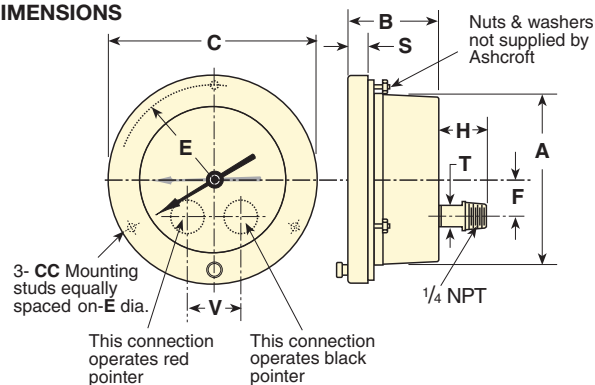 IMENSIONS
C
B
S
Nuts & washers
not supplied by
Ashcroft
E
H
T
A
F
3- CC Mounting
studs equally
spaced on-E dia.
V
1/4 NPT
This connection
operates red
pointer
This connection
operates black
pointer